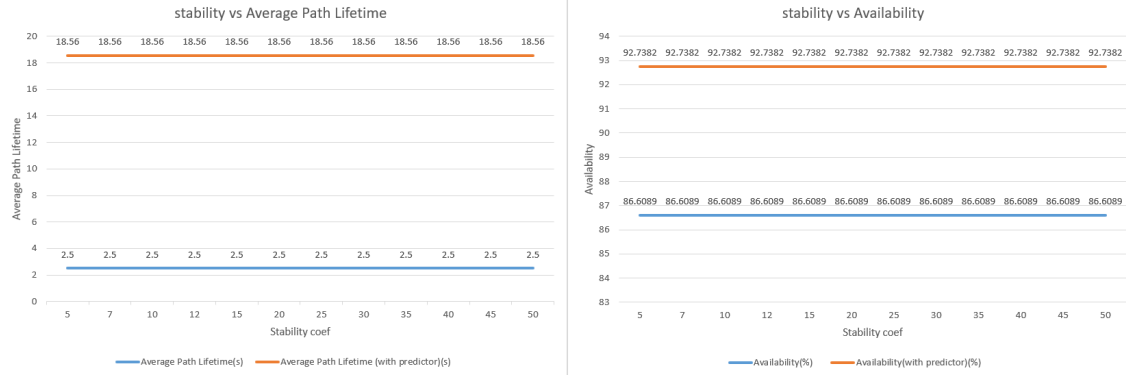 stability vs Average Path Lifetime
20
18
16
14
12
10
8
6
4
2
0
Average Path Lifetime
18.56 18.56 18.56 18.56 18.56 18.56 18.56 18.56 18.56 18.56 18.56 18.56
2.5 2.5 2.5 2.5 2.5 2.5 2.5 2.5 2.5 2.5 2.5 2.5
5 7 10 12 15 20 25 30 35 40 45 50
Stability coef
Average Path Lifetime(s) Average Path Lifetime (with predictor)(s)
stability vs Availability
94
93
92
91
90
89
88
87
86
85
84
83
Availability
92.7382 92.7382 92.7382 92.7382 92.7382 92.7382 92.7382 92.7382 92.7382 92.7382 92.7382 92.7382
86.6089 86.6089 86.6089 86.6089 86.6089 86.6089 86.6089 86.6089 86.6089 86.6089 86.6089 86.6089
5 7 10 12 15 20 25 30 35 40 45 50
Stability coef
Availability(%) Availability(with predictor)(%)